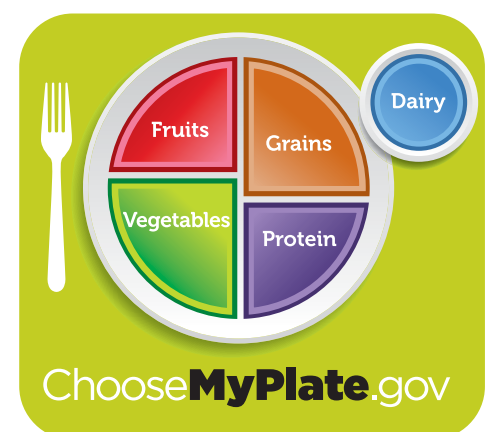 Fruits
Grains
Dairy
Vegetables
Protein
ChooseMyPlate.gov